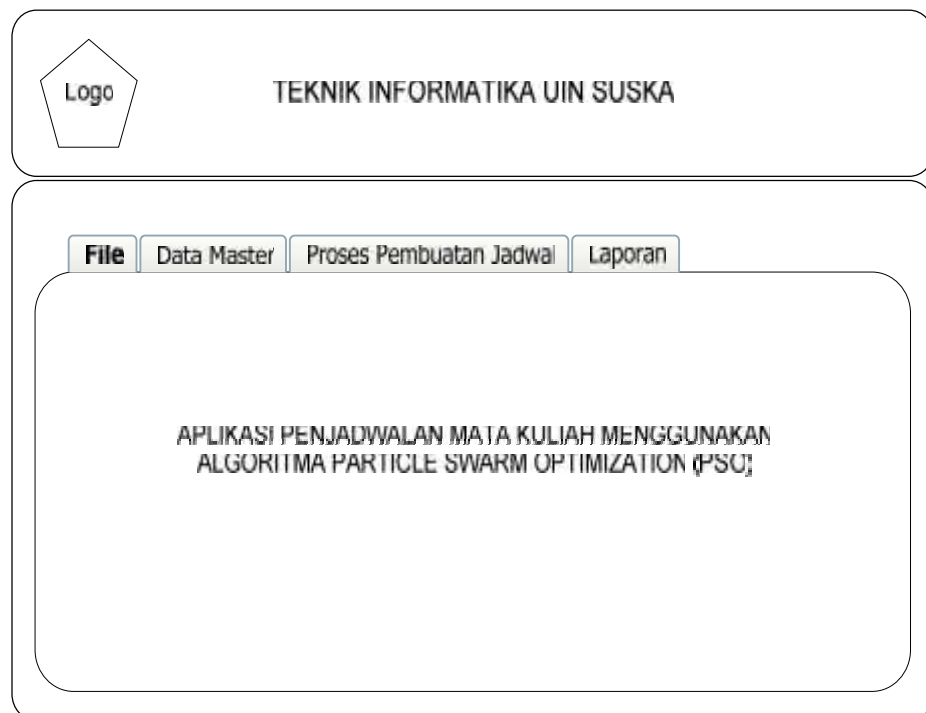 Logo
TEKNIK INFORMATIKA UIN SUSKA
File
Data Master
Proses Pembuatan Jadwal
Laporan
APLIKASI PENJADWALAN MATA KULIAH MENGGUNAKAN
ALGORITMA PARTICLE SWARM OPTIMIZATION (PSO)